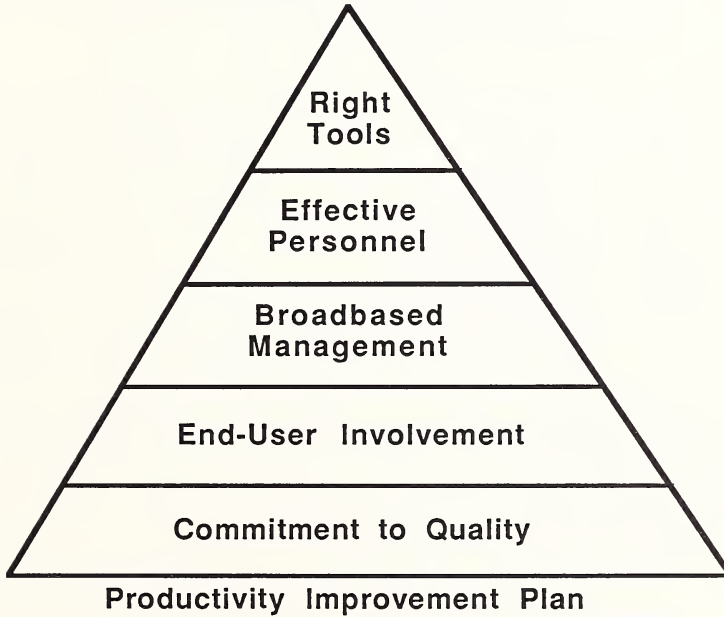 Right
Tools
Effective
Personnel
Broadbased
Management
End-User Involvement
Commitment to Quality
Productivity Improvement Plan